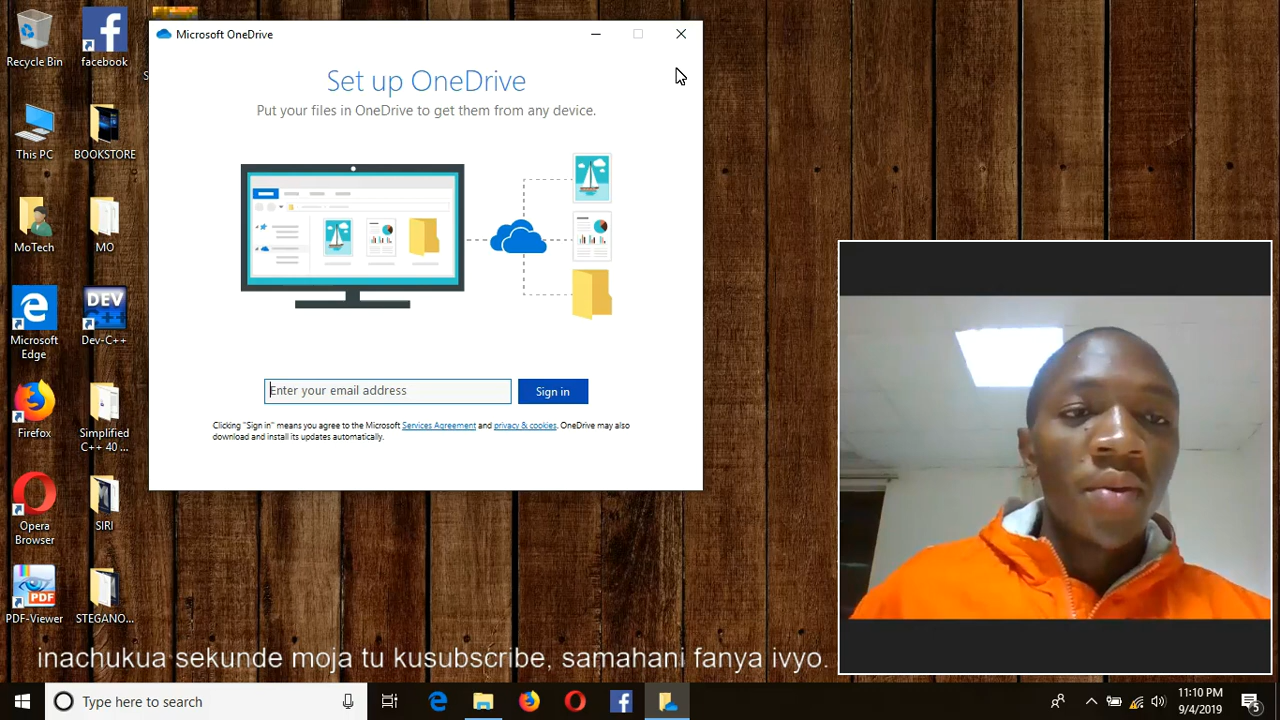 Recycle Bin
facebook
S
This PC
BOOKSTORE
MoTech
MO
Microsoft
Edge
DEV
C++
Dev-C++
Firefox
Simplified
C++ 40 ...
Opera
Browser
SIRI
PDF
PDF-Viewer
STEGANO...
Microsoft OneDrive
Set up OneDrive
Put your files in OneDrive to get them from any device.
Enter your email address
Sign in
Clicking "Sign in" means you agree to the Microsoft Services Agreement and privacy & cookies. OneDrive may also
download and install its updates automatically.
inachukua sekunde moja tu kusubscribe, samahani fanya ivyo.
Type here to search
11:10 PM
9/4/2019
5